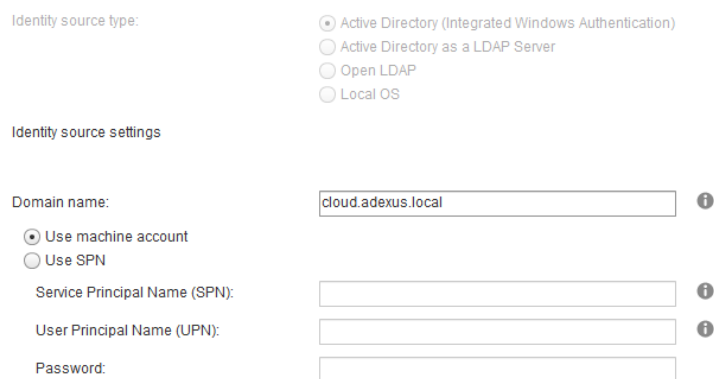 Identity source type:
Active Directory (Integrated Windows Authentication)
Active Directory as a LDAP Server
Open LDAP
Local OS
Identity source settings
Domain name:
cloud.adexus.local
Use machine account
Use SPN
Service Principal Name (SPN):
User Principal Name (UPN):
Password: